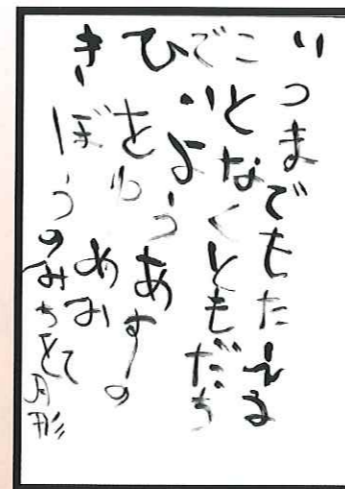 いつまでもたえる
ことなくともだち
でいようあすの
ひをゆめみて
きぼうのみちを
月形